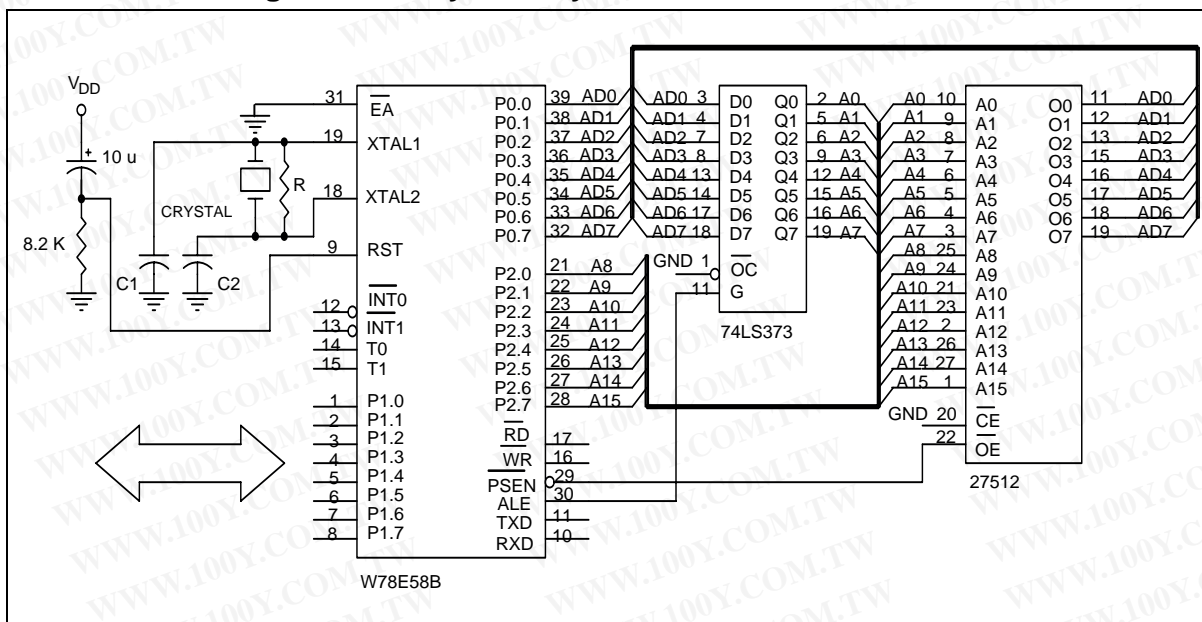 VDD
10 u
8.2 K
C1
C2
CRYSTAL
R
31 EA
19 XTAL1
18 XTAL2
9 RST
12 INT0
13 INT1
14 T0
15 T1
1 P1.0
2 P1.1
3 P1.2
4 P1.3
5 P1.4
6 P1.5
7 P1.6
8 P1.7
P0.0 39 AD0
P0.1 38 AD1
P0.2 37 AD2
P0.3 36 AD3
P0.4 35 AD4
P0.5 34 AD5
P0.6 33 AD6
P0.7 32 AD7
P2.0 21 A8
P2.1 22 A9
P2.2 23 A10
P2.3 24 A11
P2.4 25 A12
P2.5 26 A13
P2.6 27 A14
P2.7 28 A15
RD 17
WR 16
PSEN 29
ALE 30
TXD 11
RXD 10
W78E58B
AD0 3 D0 Q0 2 A0
AD1 4 D1 Q1 5 A1
AD2 7 D2 Q2 6 A2
AD3 8 D3 Q3 9 A3
AD4 13 D4 Q4 12 A4
AD5 14 D5 Q5 15 A5
AD6 17 D6 Q6 16 A6
AD7 18 D7 Q7 19 A7
GND 1 OC
11 G
74LS373
A0 10 A0 O0 11 AD0
A1 9 A1 O1 12 AD1
A2 8 A2 O2 13 AD2
A3 7 A3 O3 15 AD3
A4 6 A4 O4 16 AD4
A5 5 A5 O5 17 AD5
A6 4 A6 O6 18 AD6
A7 3 A7 O7 19 AD7
A8 25 A8
A9 24 A9
A10 21 A10
A11 23 A11
A12 2 A12
A13 26 A13
A14 27 A14
A15 1 A15
GND 20 CE
22 OE
27512
WWW.100Y.COM.TW